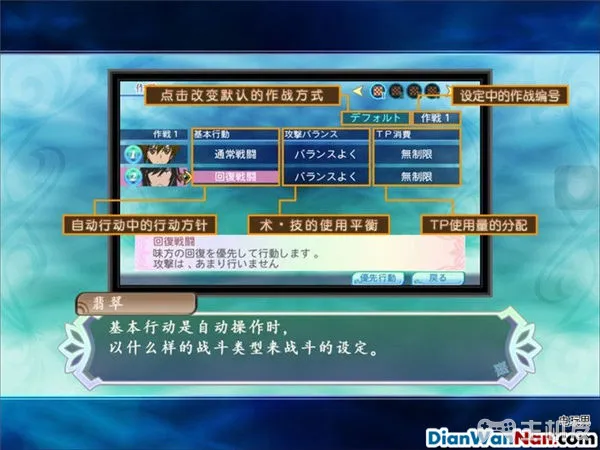 作
点击改变默认的作战方式
设定中的作战编号
デフォルト
作戦1
作戦1
基本行動
攻撃バランス
TP消費
1
通常戦闘
バランスよく
無制限
2
回復戦闘
バランスよく
無制限
自动行动中的行动方针
术・技的使用平衡
TP使用量的分配
回復戦闘
味方の回復を優先して行動します。
攻撃は、あまり行いません
優先行動
戻る
翡翠
基本行动是自动操作时，
以什么样的战斗类型来战斗的设定。
电玩男
DianWanNan.com